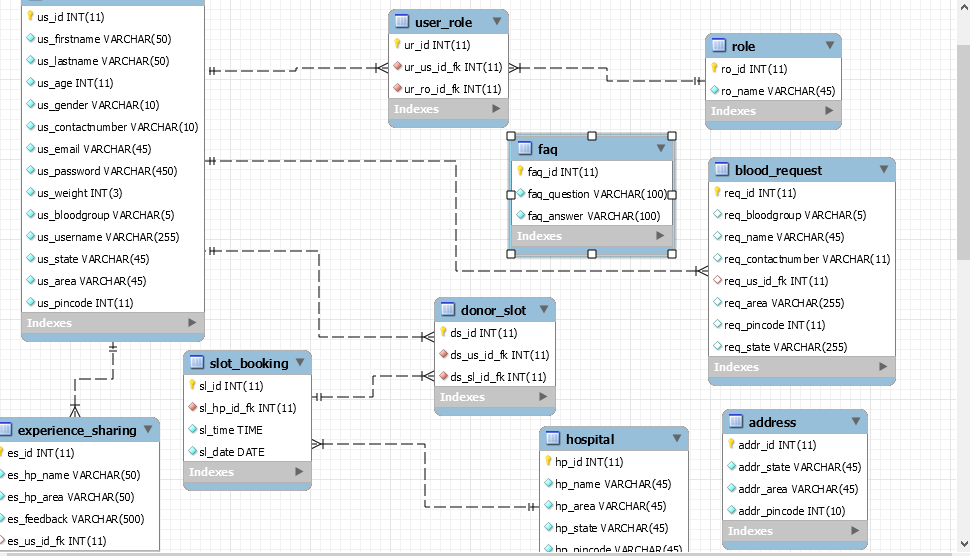 us_id INT(11)
us_firstname VARCHAR(50)
us_lastname VARCHAR(50)
us_age INT(11)
us_gender VARCHAR(10)
us_contactnumber VARCHAR(10)
us_email VARCHAR(45)
us_password VARCHAR(450)
us_weight INT(3)
us_bloodgroup VARCHAR(5)
us_username VARCHAR(255)
us_state VARCHAR(45)
us_area VARCHAR(45)
us_pincode INT(11)
Indexes
user_role
ur_id INT(11)
ur_us_id_fk INT(11)
ur_ro_id_fk INT(11)
Indexes
role
ro_id INT(11)
ro_name VARCHAR(45)
Indexes
faq
faq_id INT(11)
faq_question VARCHAR(100)
faq_answer VARCHAR(100)
Indexes
blood_request
req_id INT(11)
req_bloodgroup VARCHAR(5)
req_name VARCHAR(45)
req_contactnumber VARCHAR(11)
req_us_id_fk INT(11)
req_area VARCHAR(255)
req_pincode INT(11)
req_state VARCHAR(255)
Indexes
donor_slot
ds_id INT(11)
ds_us_id_fk INT(11)
ds_sl_id_fk INT(11)
Indexes
slot_booking
sl_id INT(11)
sl_hp_id_fk INT(11)
sl_time TIME
sl_date DATE
Indexes
experience_sharing
es_id INT(11)
es_hp_name VARCHAR(50)
es_hp_area VARCHAR(50)
es_feedback VARCHAR(500)
es_us_id_fk INT(11)
hospital
hp_id INT(11)
hp_name VARCHAR(45)
hp_area VARCHAR(45)
hp_state VARCHAR(45)
hp_pincode VARCHAR(45)
address
addr_id INT(11)
addr_state VARCHAR(45)
addr_area VARCHAR(45)
addr_pincode INT(10)
Indexes